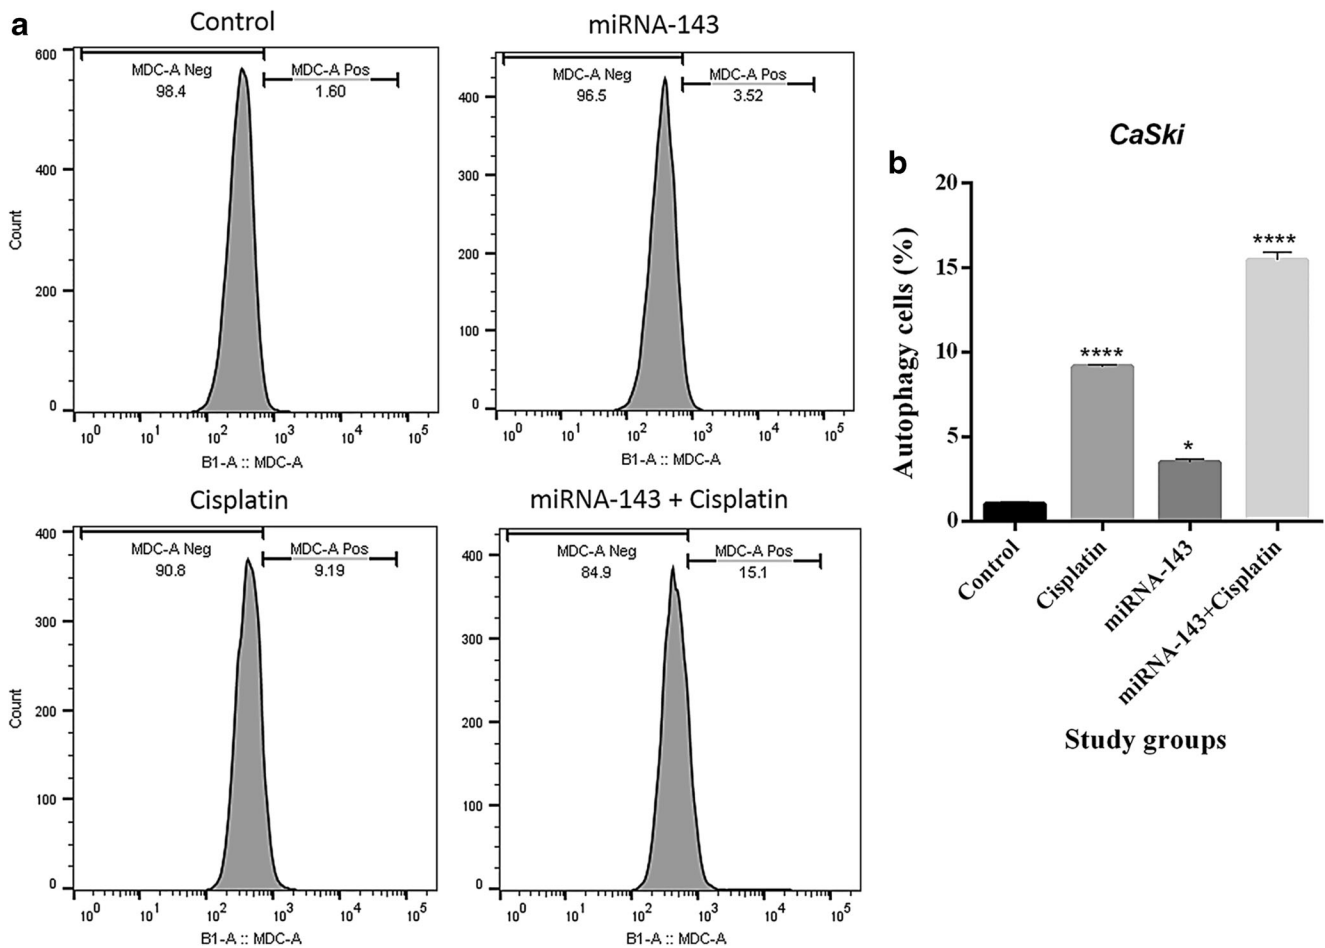 a
Control
600
400
200
0
Count
MDC-A Neg
98.4
MDC-A Pos
1.60
10^0 10^1 10^2 10^3 10^4 10^5
B1-A :: MDC-A
miRNA-143
400
300
200
100
0
MDC-A Neg
96.5
MDC-A Pos
3.52
10^0 10^1 10^2 10^3 10^4 10^5
B1-A :: MDC-A
Cisplatin
400
300
200
100
0
Count
MDC-A Neg
90.8
MDC-A Pos
9.19
10^0 10^1 10^2 10^3 10^4 10^5
B1-A :: MDC-A
miRNA-143 + Cisplatin
400
300
200
100
0
MDC-A Neg
84.9
MDC-A Pos
15.1
10^0 10^1 10^2 10^3 10^4 10^5
B1-A :: MDC-A
b
CaSki
20
15
10
5
0
Autophagy cells (%)
****
*
****
Control
Cisplatin
miRNA-143
miRNA-143+Cisplatin
Study groups